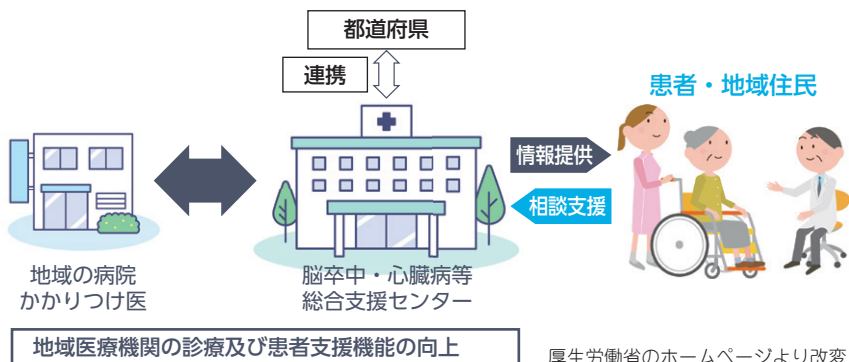 都道府県
連携
患者・地域住民
情報提供
相談支援
地域の病院
かかりつけ医
脳卒中・心臓病等
総合支援センター
地域医療機関の診療及び患者支援機能の向上
厚生労働省のホームページより改変